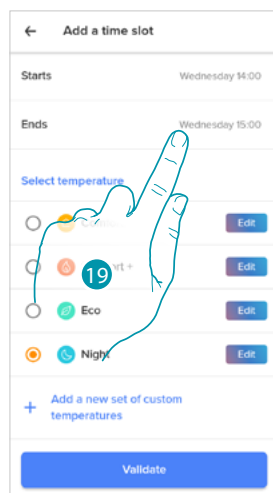 ← Add a time slot
Starts Wednesday 14:00
Ends Wednesday 15:00
Select temperature
Edit
19
rt +
Edit
Eco
Edit
Night
Edit
+ Add a new set of custom
temperatures
Validate